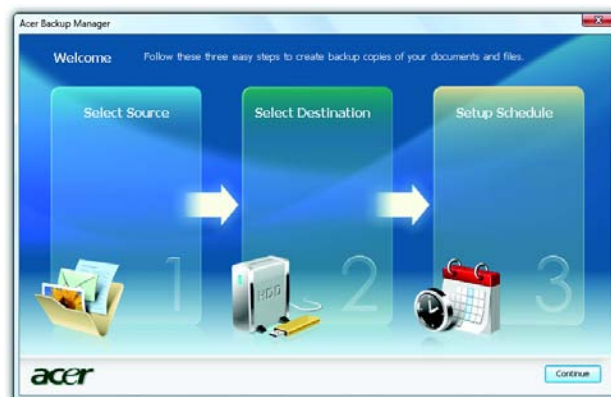 Acer Backup Manager
Welcome
Follow these three easy steps to create backup copies of your documents and files.
Select Source
Select Destination
Setup Schedule
HDD
1
2
3
acer
Continue